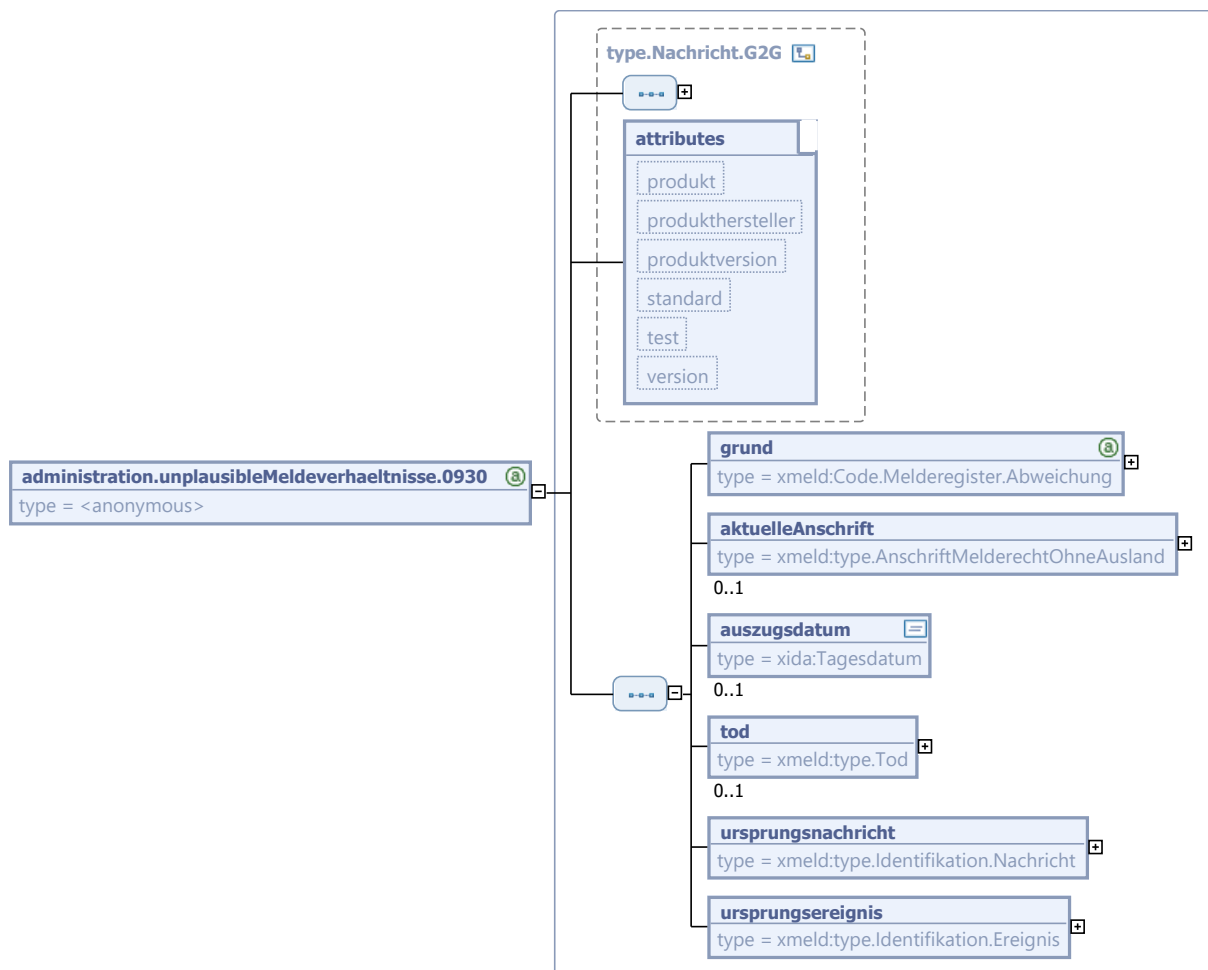 type.Nachricht.G2G
attributes
produkt
produkthersteller
produktversion
standard
test
version
administration.unplausibleMeldeverhaeltnisse.0930
type = <anonymous>
grund
type = xmeld:Code.Melderegister.Abweichung
aktuelleAnschrift
type = xmeld:type.AnschriftMelderechtOhneAusland
0..1
auszugsdatum
type = xida:Tagesdatum
0..1
tod
type = xmeld:type.Tod
0..1
ursprungsnachricht
type = xmeld:type.Identifikation.Nachricht
ursprungsereignis
type = xmeld:type.Identifikation.Ereignis